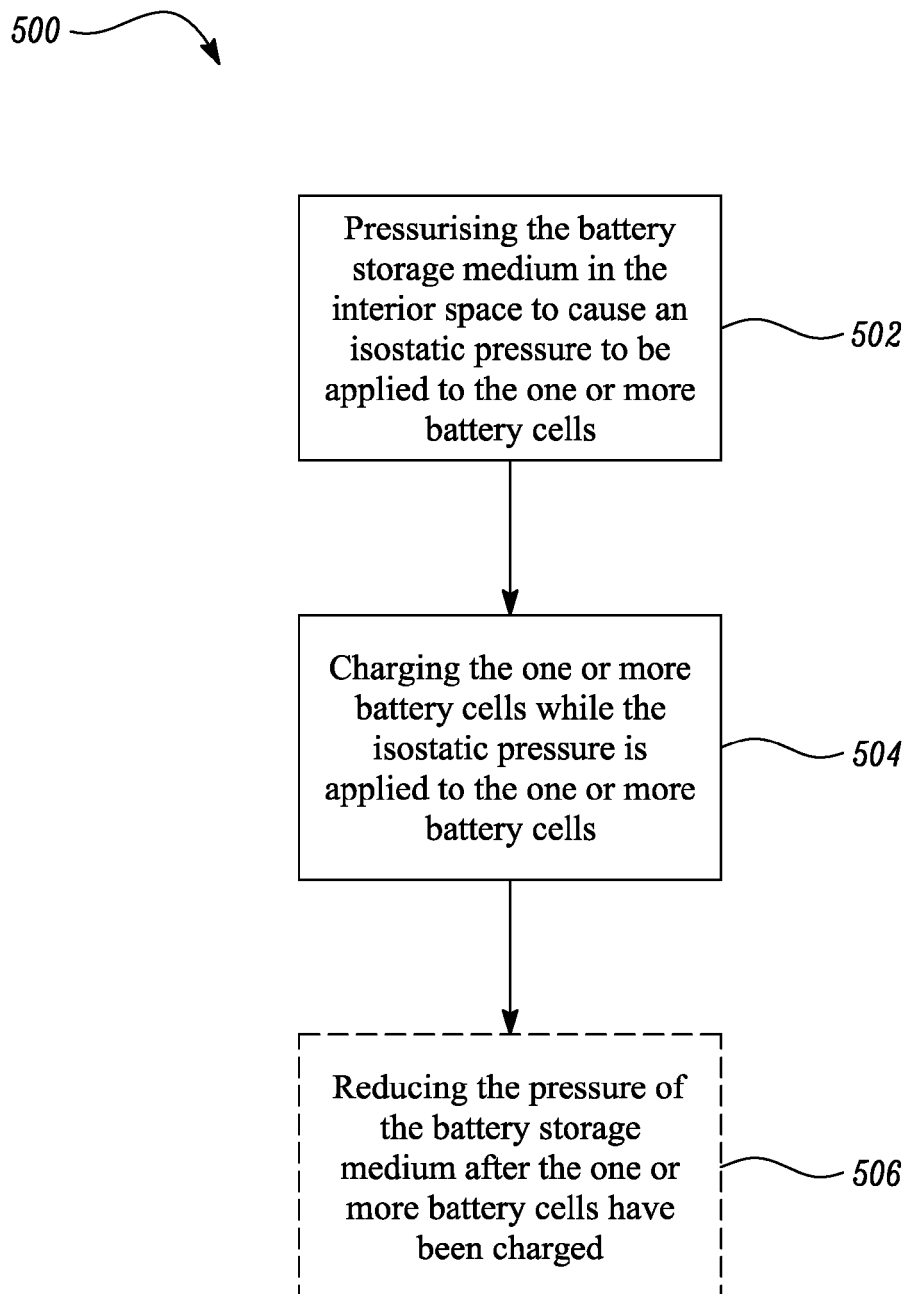 500
Pressurising the battery
storage medium in the
interior space to cause an
isostatic pressure to be
applied to the one or more
battery cells
502
Charging the one or more
battery cells while the
isostatic pressure is
applied to the one or more
battery cells
504
Reducing the pressure of
the battery storage
medium after the one or
more battery cells have
been charged
506